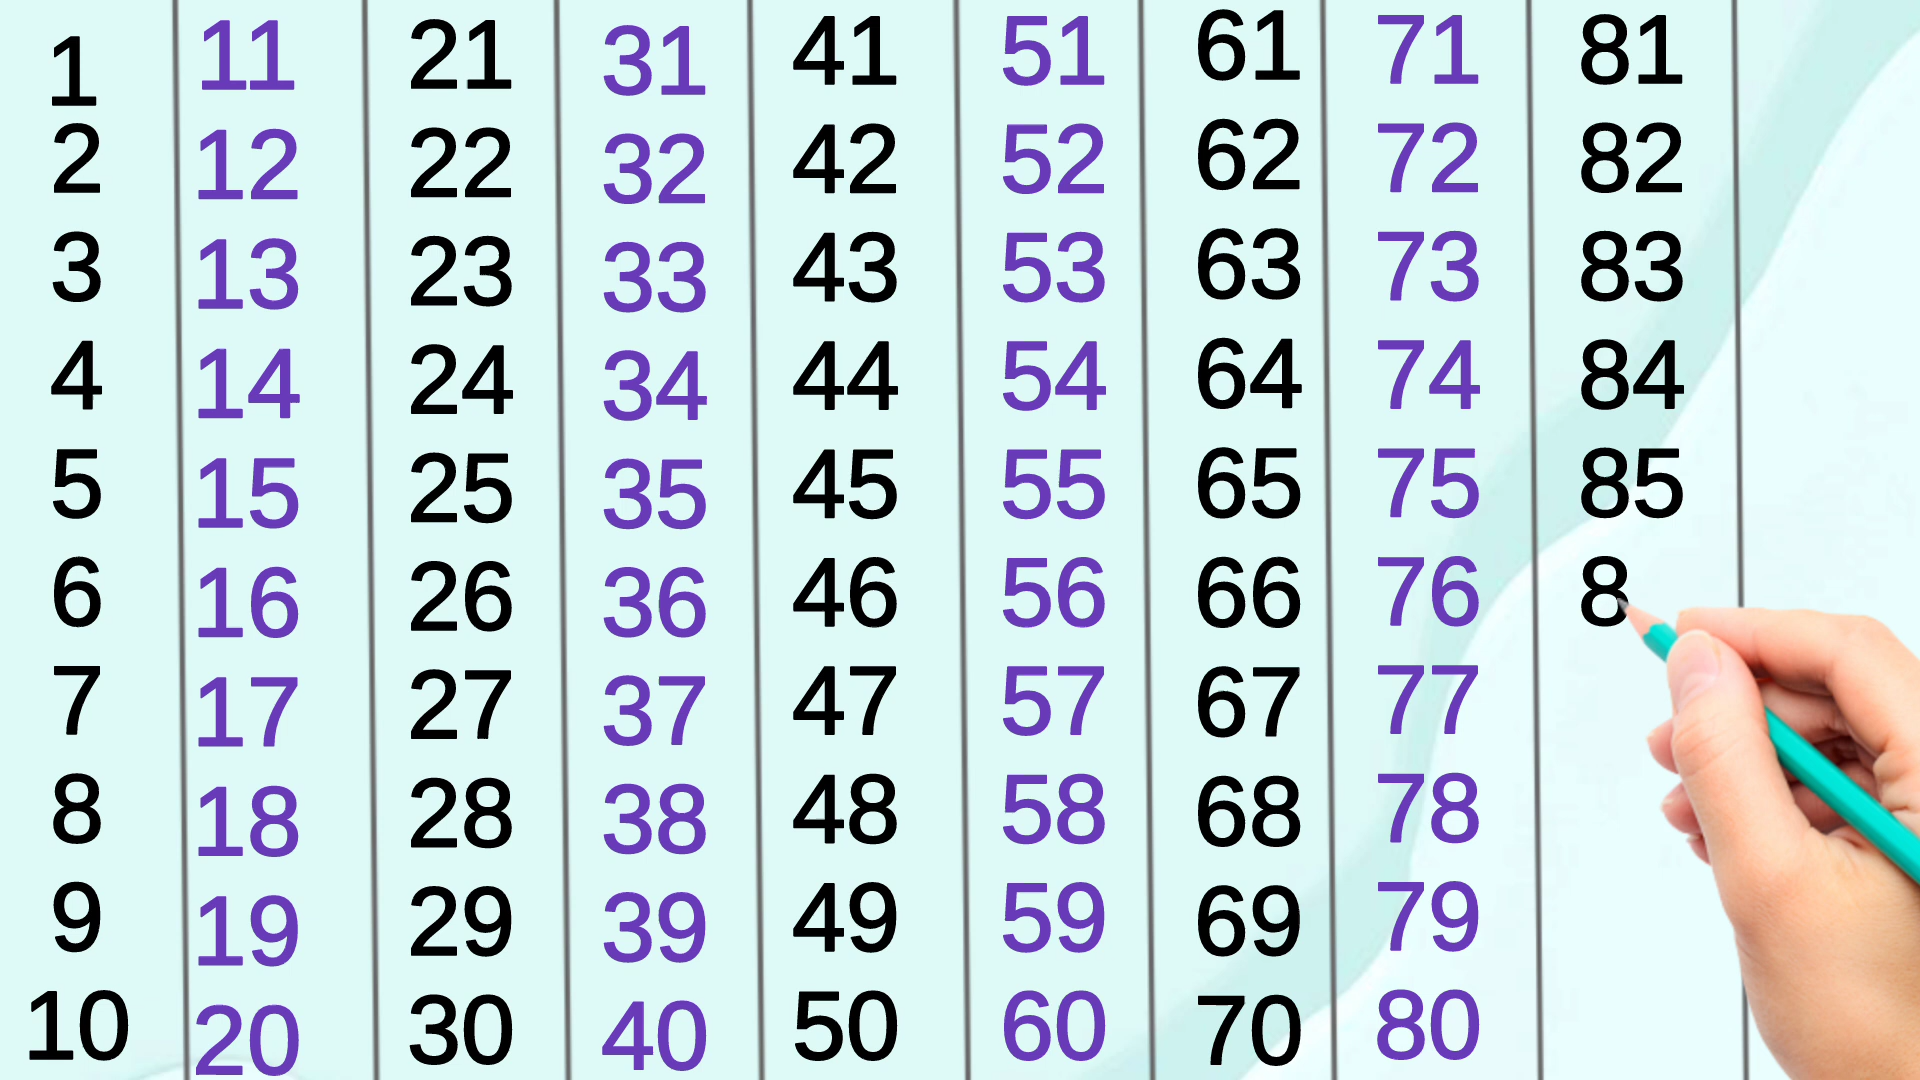 1 11 21 31 41 51 61 71 81
2 12 22 32 42 52 62 72 82
3 13 23 33 43 53 63 73 83
4 14 24 34 44 54 64 74 84
5 15 25 35 45 55 65 75 85
6 16 26 36 46 56 66 76 8
7 17 27 37 47 57 67 77
8 18 28 38 48 58 68 78
9 19 29 39 49 59 69 79
10 20 30 40 50 60 70 80